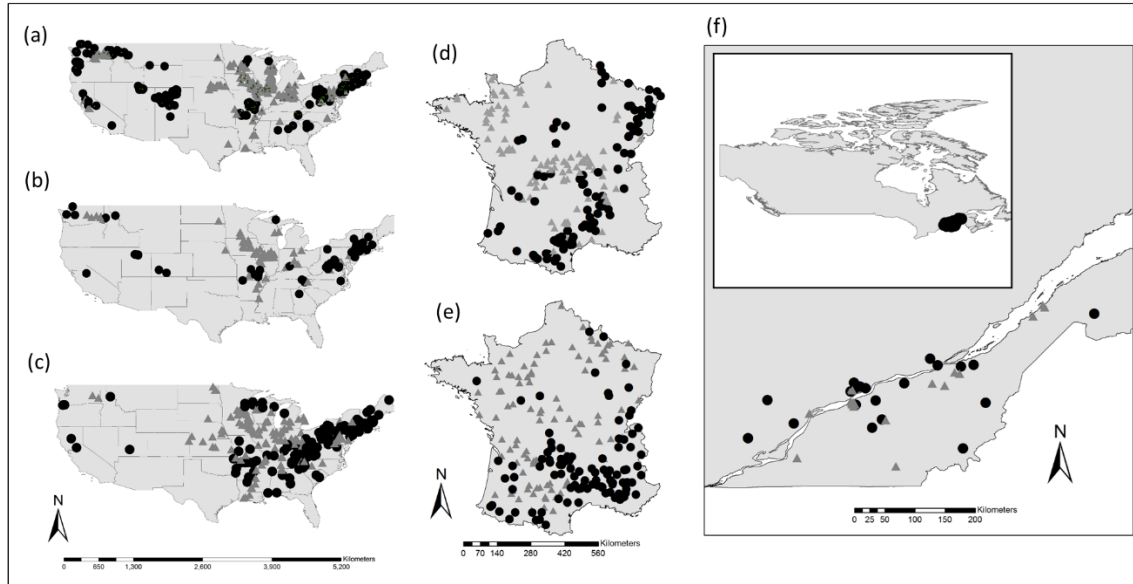 (a)
(b)
(c)
N
Kilometers
0 650 1,300 2,600 3,900 5,200
(d)
(e)
N
Kilometers
0 70 140 280 420 560
(f)
N
Kilometers
0 25 50 100 150 200